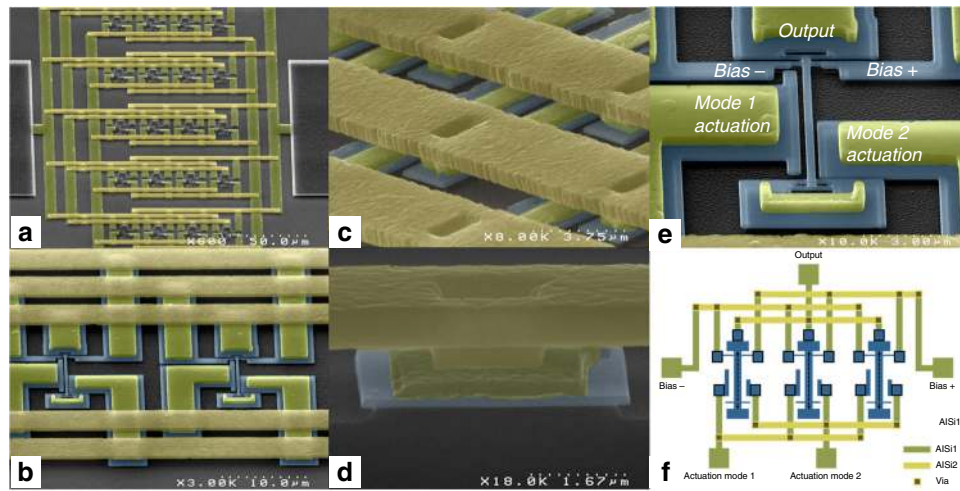 a
X600 50.0µm
b
X3.00K 10.0µm
c
X8.00K 3.75µm
d
X18.0K 1.67µm
Output
Bias –
Bias +
Mode 1
actuation
Mode 2
actuation
e
X10.0K 3.00µm
Output
Bias –
Bias +
AlSi1
AlSi1
AlSi2
Via
Actuation mode 1
Actuation mode 2
f